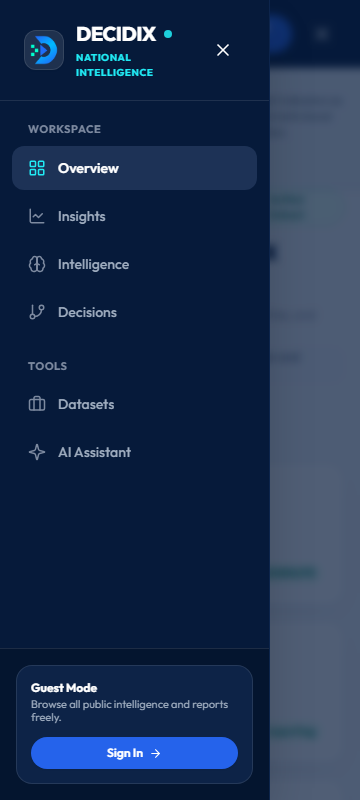 DECIDIX
NATIONAL
INTELLIGENCE
WORKSPACE
Overview
Insights
Intelligence
Decisions
TOOLS
Datasets
AI Assistant
Guest Mode
Browse all public intelligence and reports
freely.
Sign In